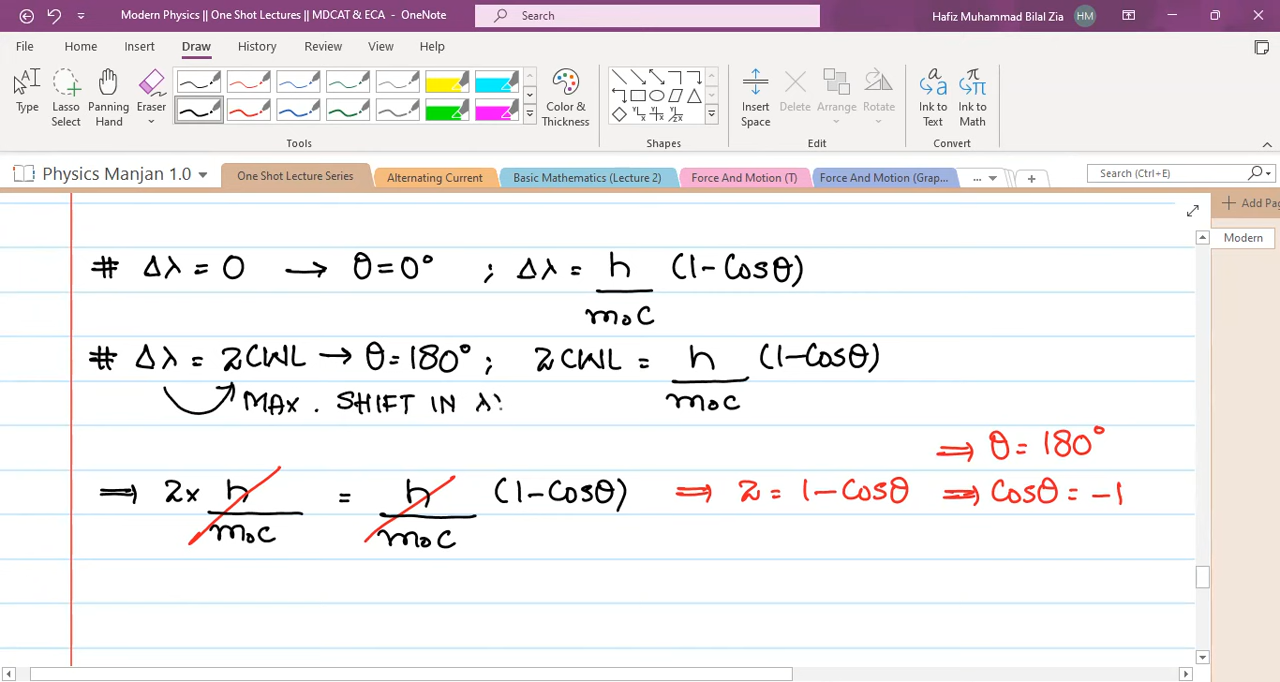 Modern Physics || One Shot Lectures || MDCAT & ECA - OneNote
Search
Hafiz Muhammad Bilal Zia HM
File Home Insert Draw History Review View Help
Type Lasso Select Panning Hand Eraser Color & Thickness Insert Space Delete Arrange Rotate Ink to Text Ink to Math
Tools Shapes Edit Convert
Physics Manjan 1.0 One Shot Lecture Series Alternating Current Basic Mathematics (Lecture 2) Force And Motion (T) Force And Motion (Grap... ... Search (Ctrl+E)
Add Pag
Modern
# Δλ = 0 → θ = 0° ; Δλ = h/m₀c (1-Cosθ)
# Δλ = 2CWL → θ = 180° ; 2CWL = h/m₀c (1-Cosθ)
MAX. SHIFT IN λ
⇒ θ = 180°
⇒ 2× h/m₀c = h/m₀c (1-Cosθ) ⇒ 2 = 1-Cosθ ⇒ Cosθ = -1